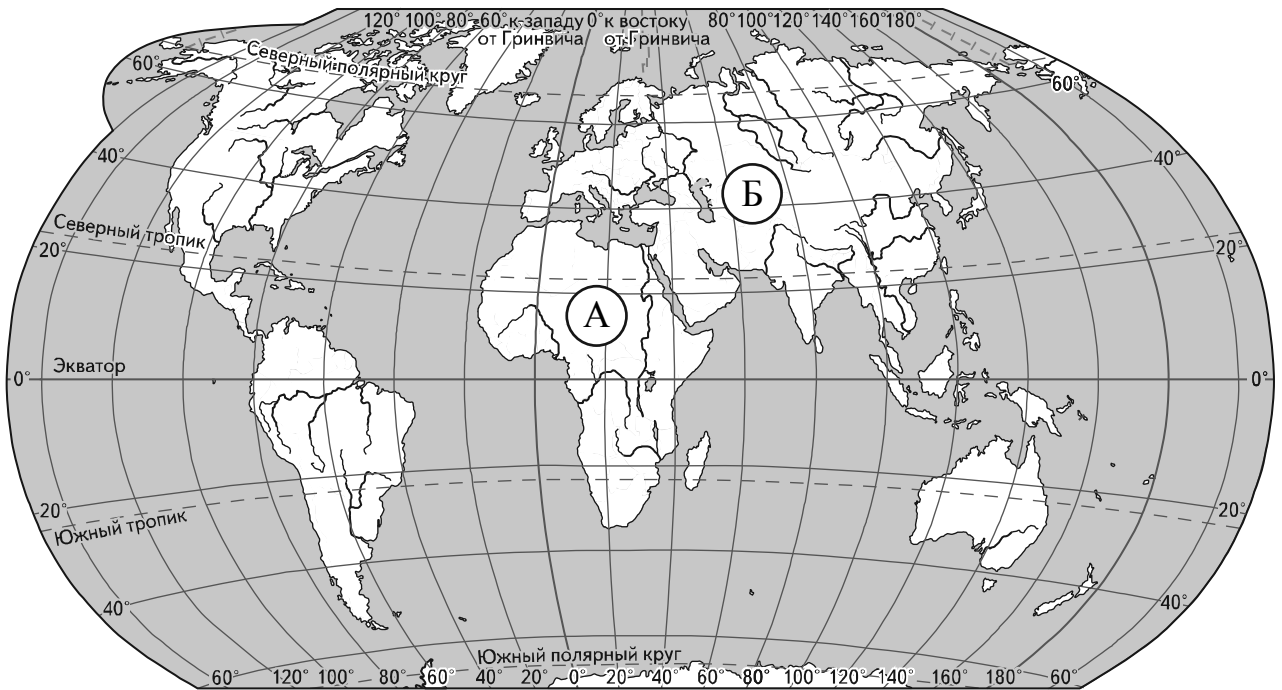 120° 100° 80° 60° к западу 0° к востоку 80° 100° 120° 140° 160° 180°
от Гринвича от Гринвича
Северный полярный круг
60° 60°
40° 40°
Б
Северный тропик
20° 20°
А
Экватор
0° 0°
20° 20°
Южный тропик
40° 40°
Южный полярный круг
60° 120° 100° 80° 60° 40° 20° 0° 20° 40° 60° 80° 100° 120° 140° 160° 180° 60°